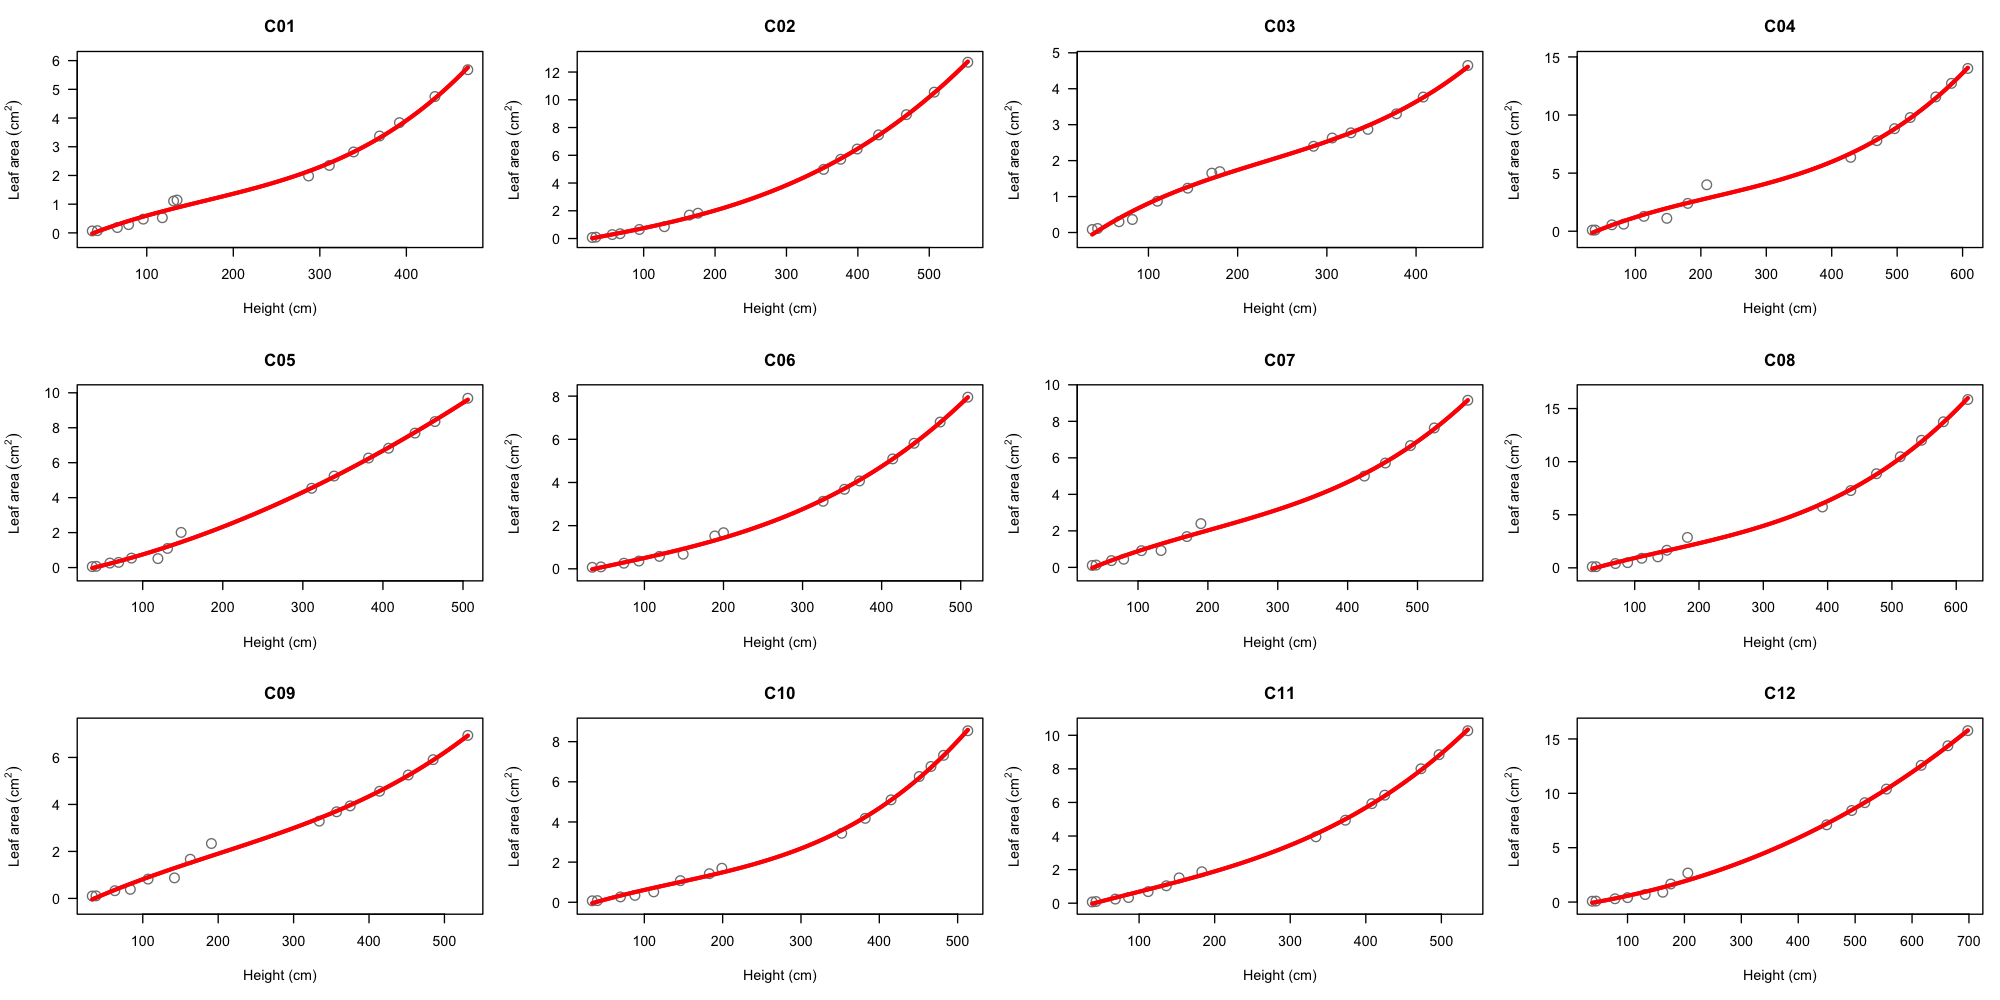 C01 C02 C03 C04
6 12 5 15
5 10 4 10
4 8 3 5
3 6 2 0
2 4 1
1 2 0
0 0
Leaf area (cm²) Leaf area (cm²) Leaf area (cm²) Leaf area (cm²)
100 200 300 400 100 200 300 400 500 100 200 300 400 100 200 300 400 500 600
Height (cm) Height (cm) Height (cm) Height (cm)
C05 C06 C07 C08
10 8 10 15
8 6 8 10
6 4 6 5
4 2 4 0
2 0 2
0 0
Leaf area (cm²) Leaf area (cm²) Leaf area (cm²) Leaf area (cm²)
100 200 300 400 500 100 200 300 400 500 100 200 300 400 500 100 200 300 400 500 600
Height (cm) Height (cm) Height (cm) Height (cm)
C09 C10 C11 C12
6 8 10 15
4 6 8 10
2 4 6 5
0 2 4 0
0 2
0
Leaf area (cm²) Leaf area (cm²) Leaf area (cm²) Leaf area (cm²)
100 200 300 400 500 100 200 300 400 500 100 200 300 400 500 100 200 300 400 500 600 700
Height (cm) Height (cm) Height (cm) Height (cm)